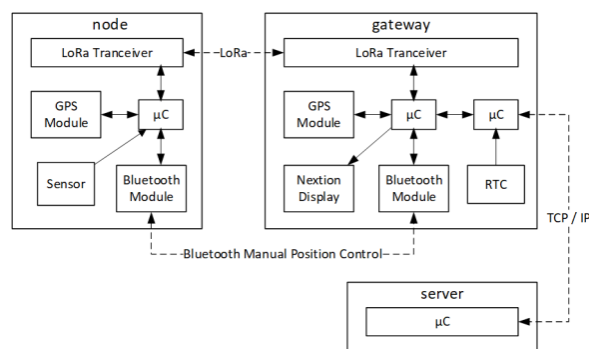 node
gateway
LoRa Tranceiver
LoRa
LoRa Tranceiver
GPS
Module
µC
GPS
Module
µC
µC
Sensor
Bluetooth
Module
Nextion
Display
Bluetooth
Module
RTC
TCP / IP
Bluetooth Manual Position Control
server
µC